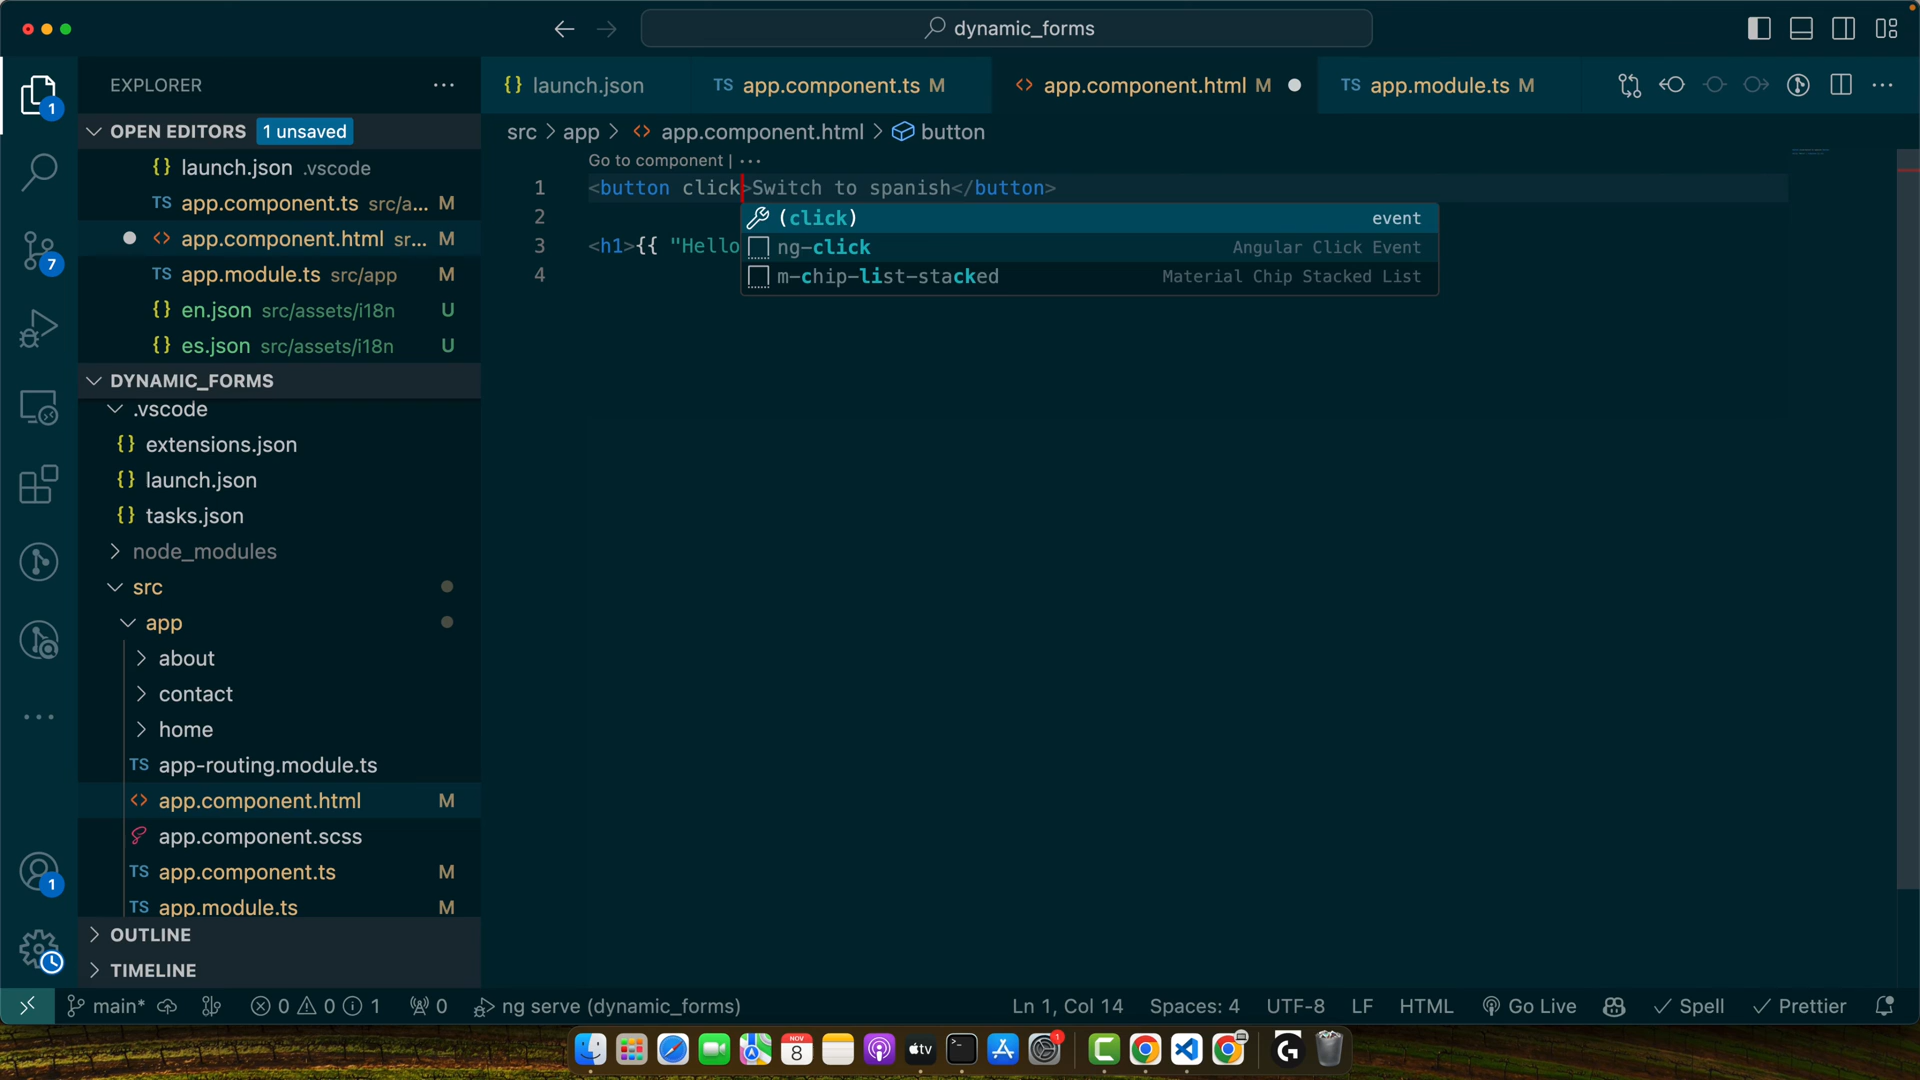 dynamic_forms
1
EXPLORER
OPEN EDITORS 1 unsaved
{} launch.json .vscode
TS app.component.ts src/a... M
<> app.component.html sr... M
TS app.module.ts src/app M
{} en.json src/assets/i18n U
{} es.json src/assets/i18n U
DYNAMIC_FORMS
.vscode
{} extensions.json
{} launch.json
{} tasks.json
node_modules
src
app
about
contact
home
TS app-routing.module.ts
<> app.component.html M
app.component.scss
TS app.component.ts M
TS app.module.ts M
OUTLINE
TIMELINE
7
1
{} launch.json
TS app.component.ts M
<> app.component.html M
TS app.module.ts M
src > app > <> app.component.html > button
Go to component | ...
1 <button click>Switch to spanish</button>
2
3 <h1>{{ "Hello
4
(click) event
ng-click Angular Click Event
m-chip-list-stacked Material Chip Stacked List
main* 0 0 1 0 ng serve (dynamic_forms)
Ln 1, Col 14 Spaces: 4 UTF-8 LF HTML Go Live Spell Prettier
NOV
8
tv
>_
1
G